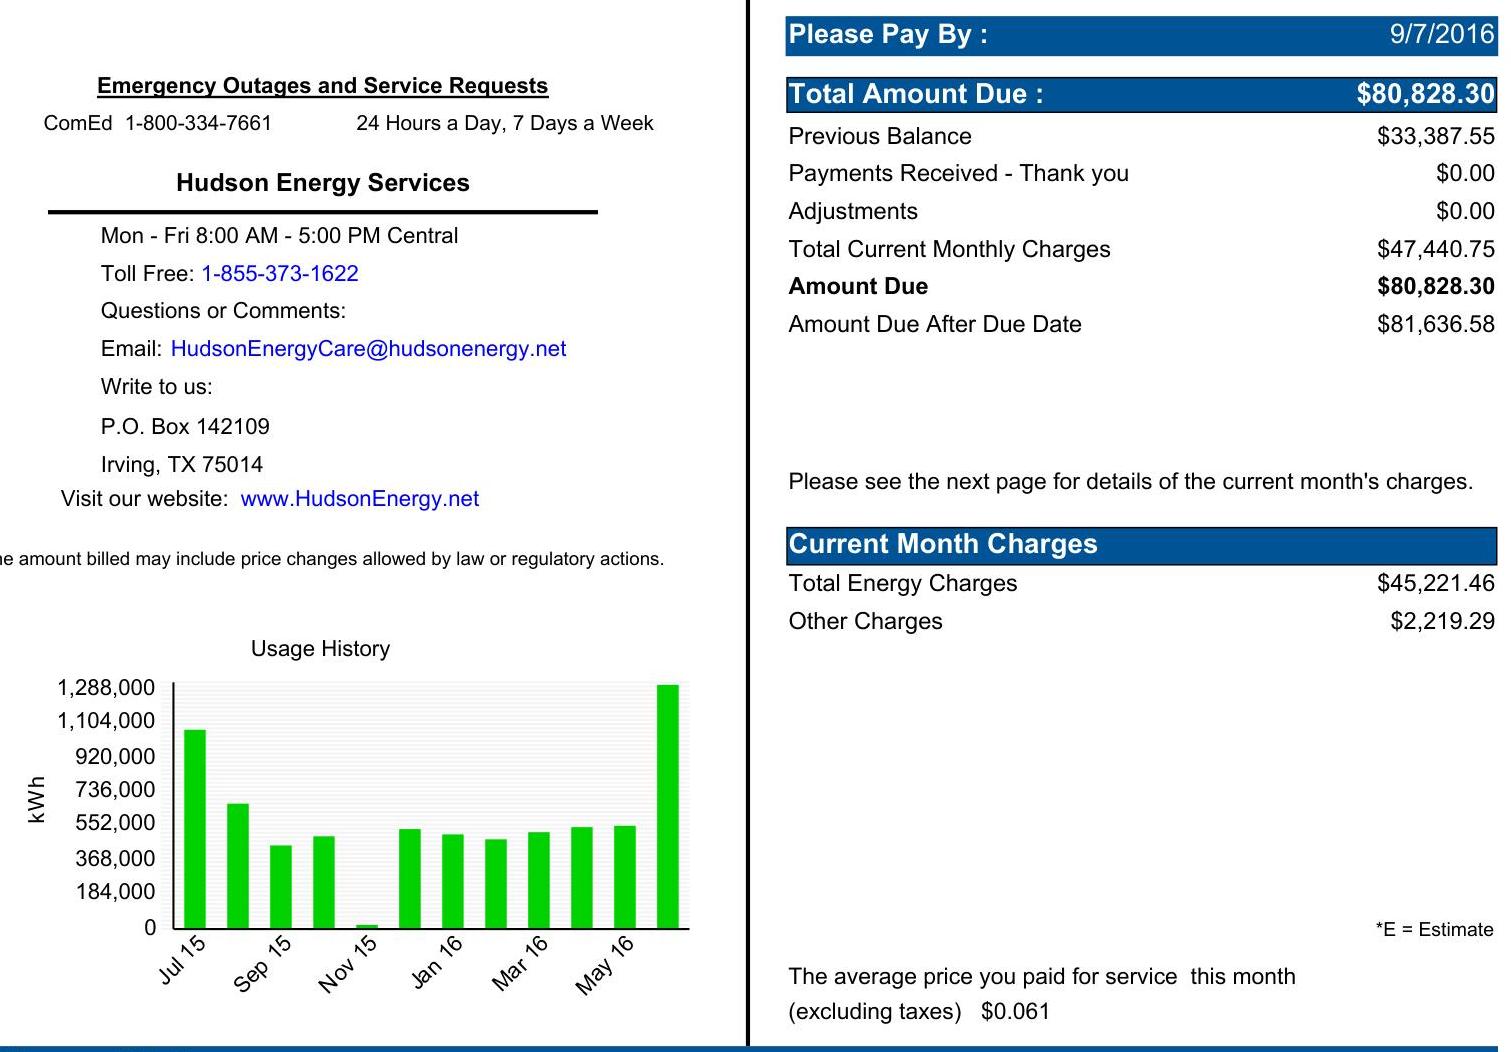 Emergency Outages and Service Requests
ComEd 1-800-334-7661 24 Hours a Day, 7 Days a Week
Hudson Energy Services
Mon - Fri 8:00 AM - 5:00 PM Central
Toll Free: 1-855-373-1622
Questions or Comments:
Email: HudsonEnergyCare@hudsonenergy.net
Write to us:
P.O. Box 142109
Irving, TX 75014
Visit our website: www.HudsonEnergy.net
amount billed may include price changes allowed by law or regulatory actions.
Usage History
kWh
1,288,000
1,104,000
920,000
736,000
552,000
368,000
184,000
0
Jul 15 Sep 15 Nov 15 Jan 16 Mar 16 May 16
Please Pay By : 9/7/2016
Total Amount Due : $80,828.30
Previous Balance $33,387.55
Payments Received - Thank you $0.00
Adjustments $0.00
Total Current Monthly Charges $47,440.75
Amount Due $80,828.30
Amount Due After Due Date $81,636.58
Please see the next page for details of the current month's charges.
Current Month Charges
Total Energy Charges $45,221.46
Other Charges $2,219.29
*E = Estimate
The average price you paid for service this month
(excluding taxes) $0.061